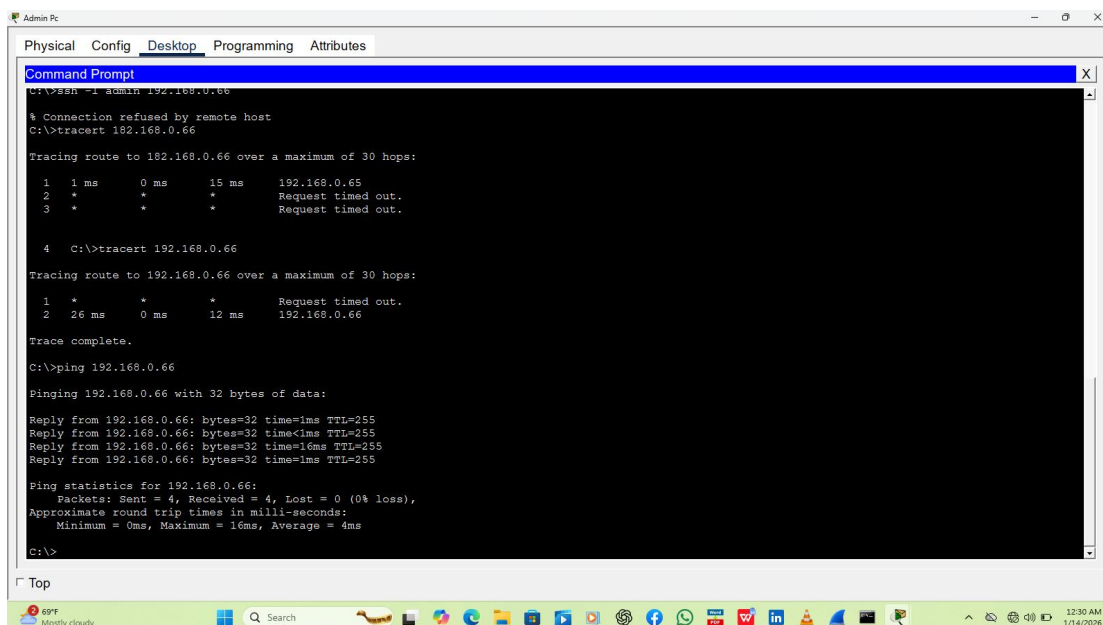 Admin Pc
Physical Config Desktop Programming Attributes
Command Prompt
X
C:\>ssh -l admin 192.168.0.66
% Connection refused by remote host
C:\>tracert 182.168.0.66
Tracing route to 182.168.0.66 over a maximum of 30 hops:
1 1 ms 0 ms 15 ms 192.168.0.65
2 * * * Request timed out.
3 * * * Request timed out.
4 C:\>tracert 192.168.0.66
Tracing route to 192.168.0.66 over a maximum of 30 hops:
1 * * * Request timed out.
2 26 ms 0 ms 12 ms 192.168.0.66
Trace complete.
C:\>ping 192.168.0.66
Pinging 192.168.0.66 with 32 bytes of data:
Reply from 192.168.0.66: bytes=32 time=1ms TTL=255
Reply from 192.168.0.66: bytes=32 time<1ms TTL=255
Reply from 192.168.0.66: bytes=32 time=16ms TTL=255
Reply from 192.168.0.66: bytes=32 time=1ms TTL=255
Ping statistics for 192.168.0.66:
Packets: Sent = 4, Received = 4, Lost = 0 (0% loss),
Approximate round trip times in milli-seconds:
Minimum = 0ms, Maximum = 16ms, Average = 4ms
C:\>
Top
2
69°F
Mostly cloudy
Search
Word
PDF
W
in
12:30 AM
1/14/2026